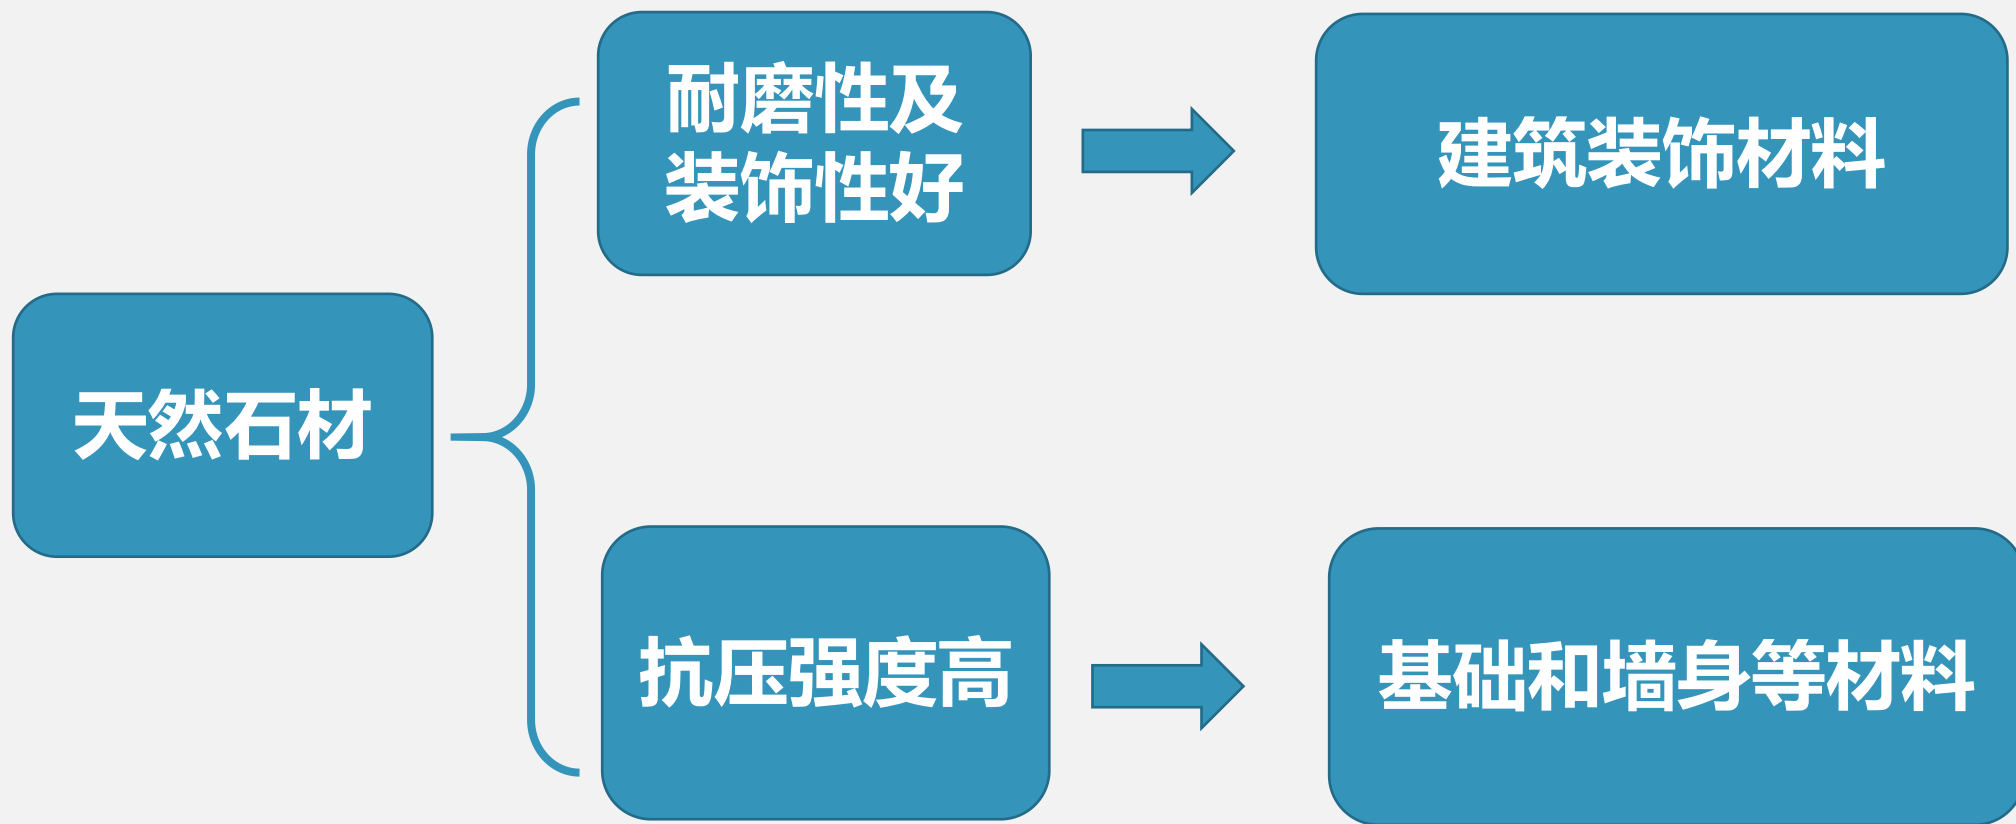 耐磨性及
装饰性好
建筑装饰材料
天然石材
抗压强度高
基础和墙身等材料